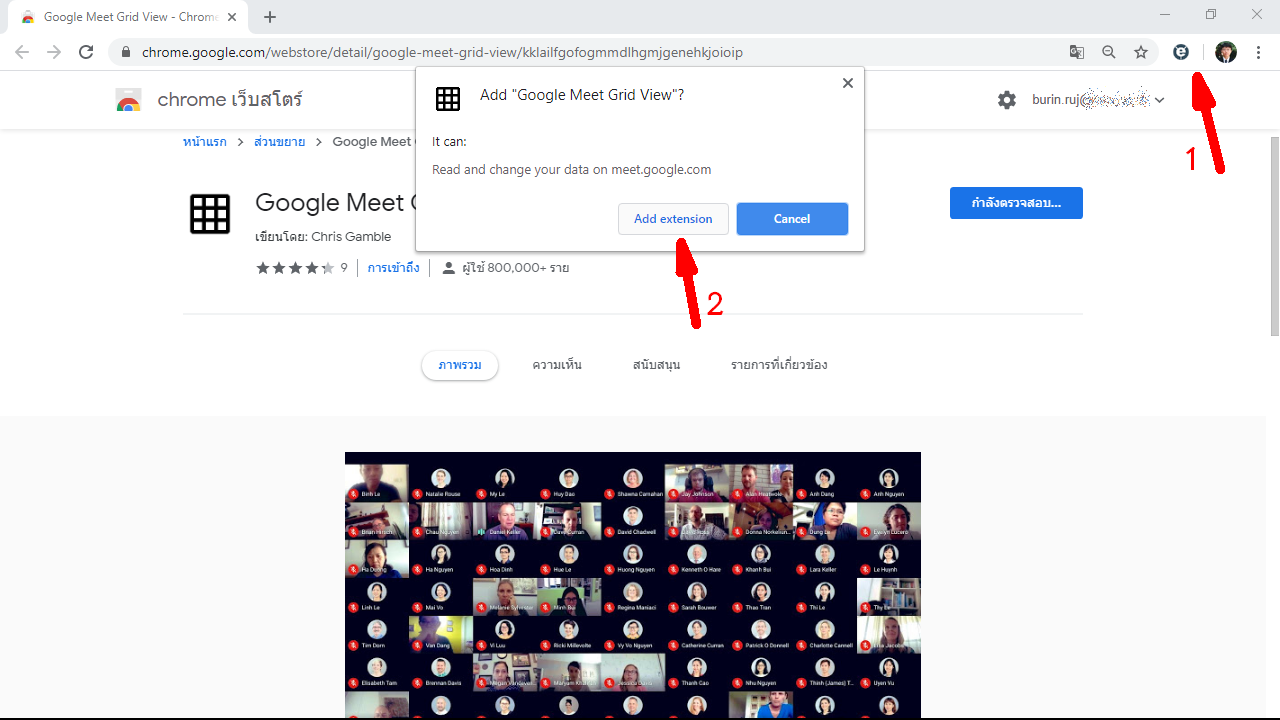 Google Meet Grid View - Chrome
chrome.google.com/webstore/detail/google-meet-grid-view/kklailfgofogmmdlhgmjgenehkjoioip
chrome เว็บสโตร์
burin.ruj@
หน้าแรก > ส่วนขยาย > Google Meet
Add "Google Meet Grid View"?
It can:
Read and change your data on meet.google.com
Add extension
Cancel
1
2
Google Meet
กำลังตรวจสอบ...
เขียนโดย: Chris Gamble
9 การเข้าถึง ผู้ใช้ 800,000+ ราย
ภาพรวม ความเห็น สนับสนุน รายการที่เกี่ยวข้อง
Binh Le Natalie Rouse My Le Huy Dao Shawna Carnahan Jay Johnson Alan Heatwole Anh Dang Anh Nguyen
Brian Hirsch Chau Nguyen Daniel Keller Dave Curran David Chadwell Donna Norkeliun... Dung Le Evelyn Lucero
Ha Duong Ha Nguyen Hoa Dinh Hue Le Huong Nguyen Kenneth O Hare Khanh Bui Lara Keller Le Huynh
Linh Le Mai Vo Melanie Sylvester Minh Bui Regina Maniaci Sarah Bouwer Thao Tran Thi Le Thy Le
Tim Dorn Van Dang Vi Luu Ricki Millevolte Vy Vo Nguyen Catherine Curran Patrick O Donnell Charlotte Cannell
Elisabeth Tam Brennan Davis Megan Vandevel... Maryum Jessica Davis Thanh Cao Nhu Nguyen Thinh (James) T... Uyen Vu